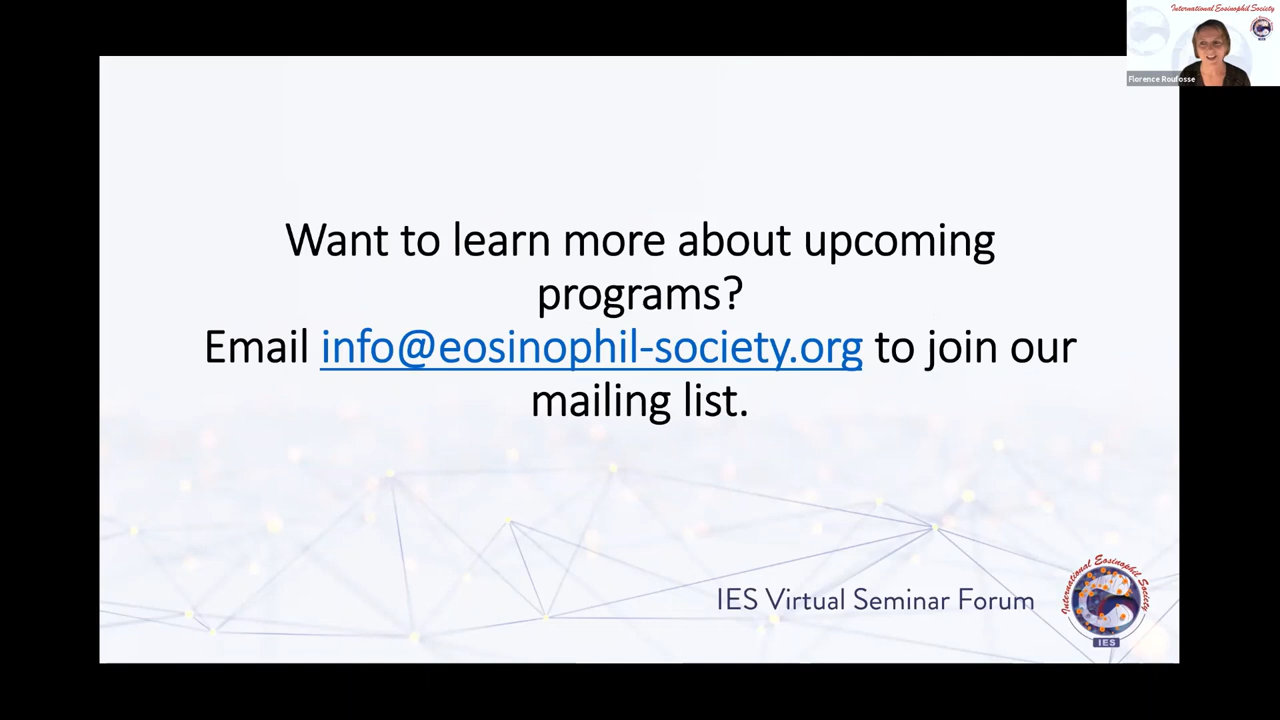 International Eosinophil Society
IES
Florence Roufosse
Want to learn more about upcoming
programs?
Email info@eosinophil-society.org to join our
mailing list.
IES Virtual Seminar Forum
International Eosinophil Society
IES